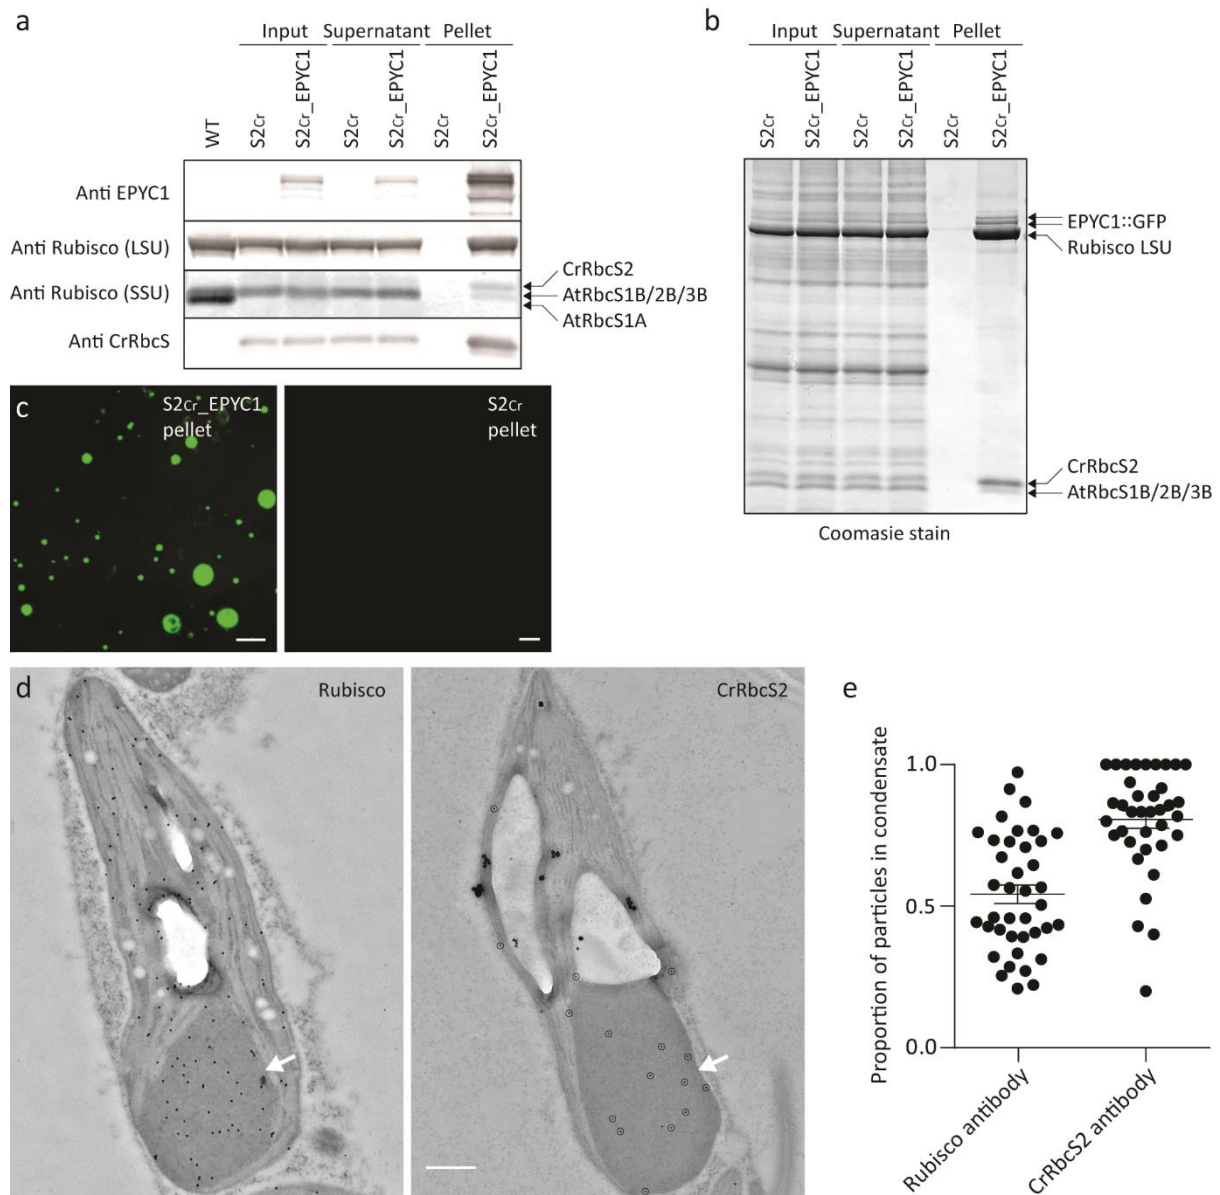 a
Input Supernatant Pellet
WT S2Cr S2Cr_EPYC1 S2Cr S2Cr_EPYC1 S2Cr S2Cr_EPYC1
Anti EPYC1
Anti Rubisco (LSU)
Anti Rubisco (SSU)
Anti CrRbcS
CrRbcS2
AtRbcS1B/2B/3B
AtRbcS1A
b
Input Supernatant Pellet
S2Cr S2Cr_EPYC1 S2Cr S2Cr_EPYC1 S2Cr S2Cr_EPYC1
EPYC1::GFP
Rubisco LSU
CrRbcS2
AtRbcS1B/2B/3B
Coomasie stain
c
S2Cr_EPYC1
pellet
S2Cr
pellet
d
Rubisco
CrRbcS2
e
Proportion of particles in condensate
1.0
0.5
0.0
Rubisco antibody
CrRbcS2 antibody